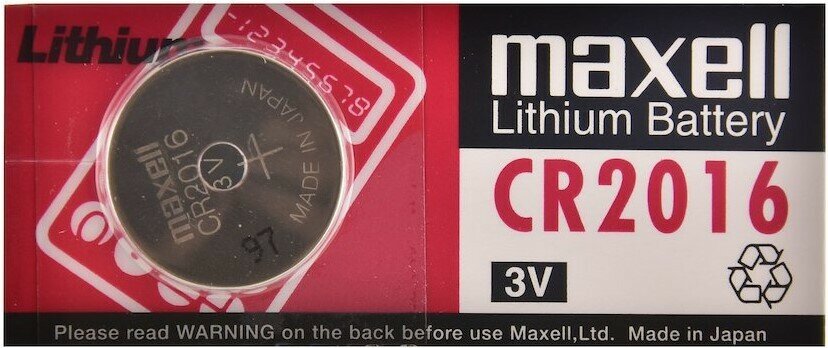 Lithium
maxell
CR2016
3V
+
MADE IN JAPAN
97
maxell
Lithium Battery
CR2016
3V
Please read WARNING on the back before use Maxell,Ltd. Made in Japan